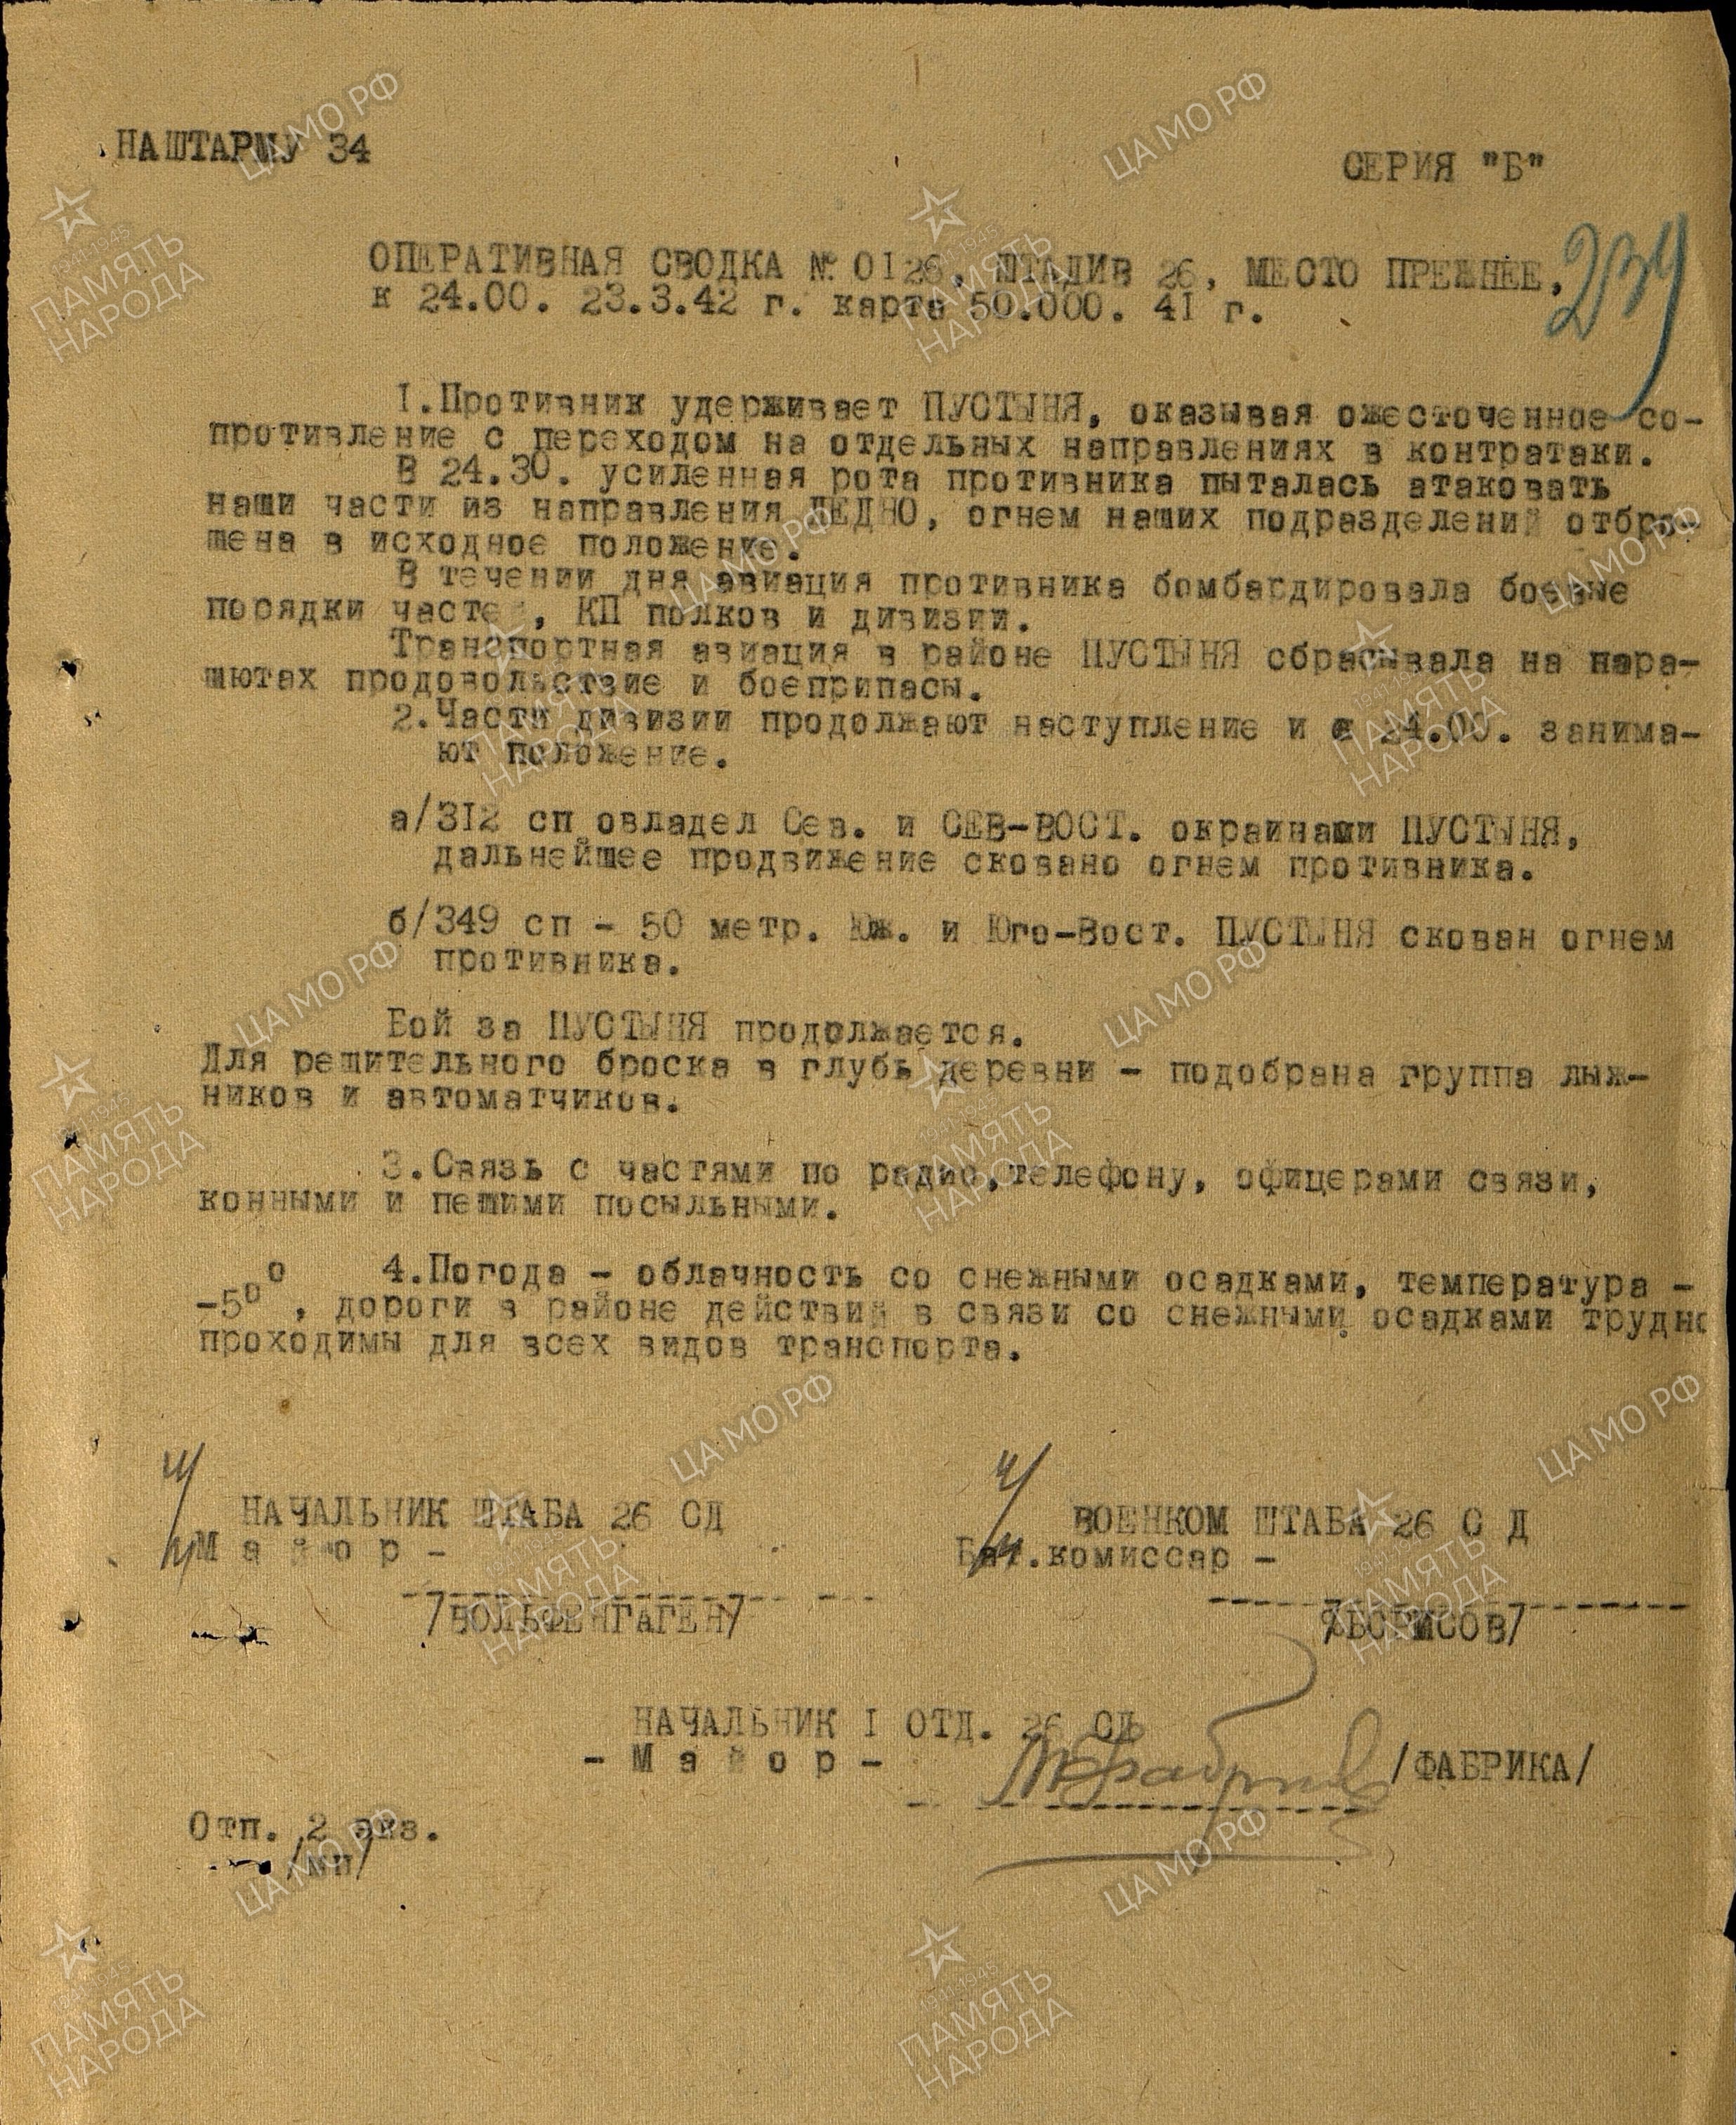 НАШТАРМУ 34
СЕРИЯ "Б"
239
ОПЕРАТИВНАЯ СВОДКА № 0126, ШТАДИВ 26, МЕСТО ПРЕЖНЕЕ,
к 24.00. 23.3.42 г. карта 50.000. 41 г.
1.Противник удерживает ПУСТЫНЯ, оказывая ожесточенное со-
противление с переходом на отдельных направлениях в контратаки.
В 24.30. усиленная рота противника пыталась атаковать
наши части из направления ЛЕДНО, огнем наших подразделений отбро-
шена в исходное положение.
В течении дня авиация противника бомбардировала боевые
порядки частей, КП полков и дивизии.
Транспортная авиация в районе ПУСТЫНЯ сбрасывала на пара-
шютах продовольствие и боеприпасы.
2.Части дивизии продолжают наступление и к 24.00. занима-
ют положение.
а/312 сп овладел Сев. и СЕВ-ВОСТ. окраинами ПУСТЫНЯ,
дальнейшее продвижение сковано огнем противника.
б/349 сп - 50 метр. Юж. и Юго-Вост. ПУСТЫНЯ скован огнем
противника.
Бой за ПУСТЫНЯ продолжается.
Для решительного броска в глубь деревни - подобрана группа лыж-
ников и автоматчиков.
3.Связь с частями по радио,телефону, офицерами связи,
конными и пешими посыльными.
4.Погода - облачность со снежными осадками, температура -
-5°°, дороги в районе действий в связи со снежными осадками трудно
проходимы для всех видов транспорта.
НАЧАЛЬНИК ШТАБА 26 СД
М а й о р -
/ВОЛЬФЕНГАГЕН/
ВОЕНКОМ ШТАБА 26 С Д
Бат.комиссар -
/БОРИСОВ/
НАЧАЛЬНИК I ОТД. 26 СД
- М а й о р -
/ФАБРИКА/
Отп. 2 экз.
/мп/
ЦА МО РФ
1941-1945
ПАМЯТЬ
НАРОДА